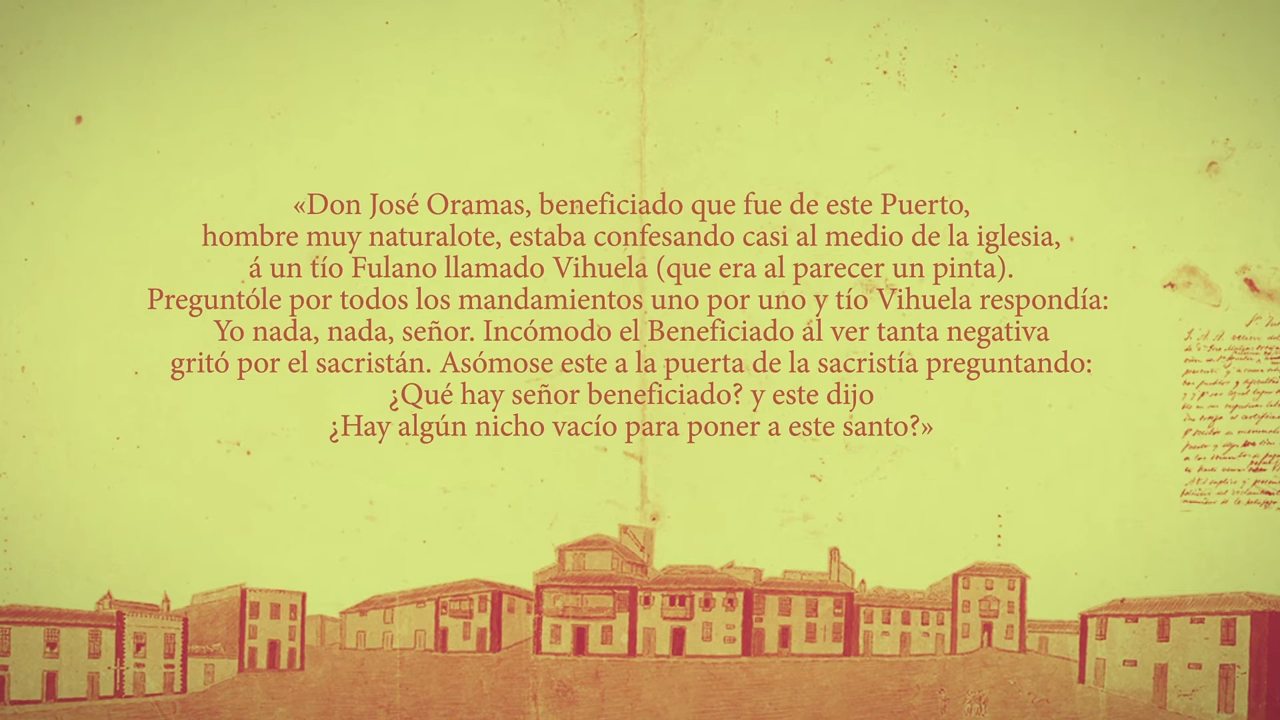 «Don José Oramas, beneficiado que fue de este Puerto,
hombre muy naturalote, estaba confesando casi al medio de la iglesia,
á un tío Fulano llamado Vihuela (que era al parecer un pinta).
Preguntóle por todos los mandamientos uno por uno y tío Vihuela respondía:
Yo nada, nada, señor. Incómodo el Beneficiado al ver tanta negativa
gritó por el sacristán. Asómose este a la puerta de la sacristía preguntando:
¿Qué hay señor beneficiado? y este dijo
¿Hay algún nicho vacío para poner a este santo?»